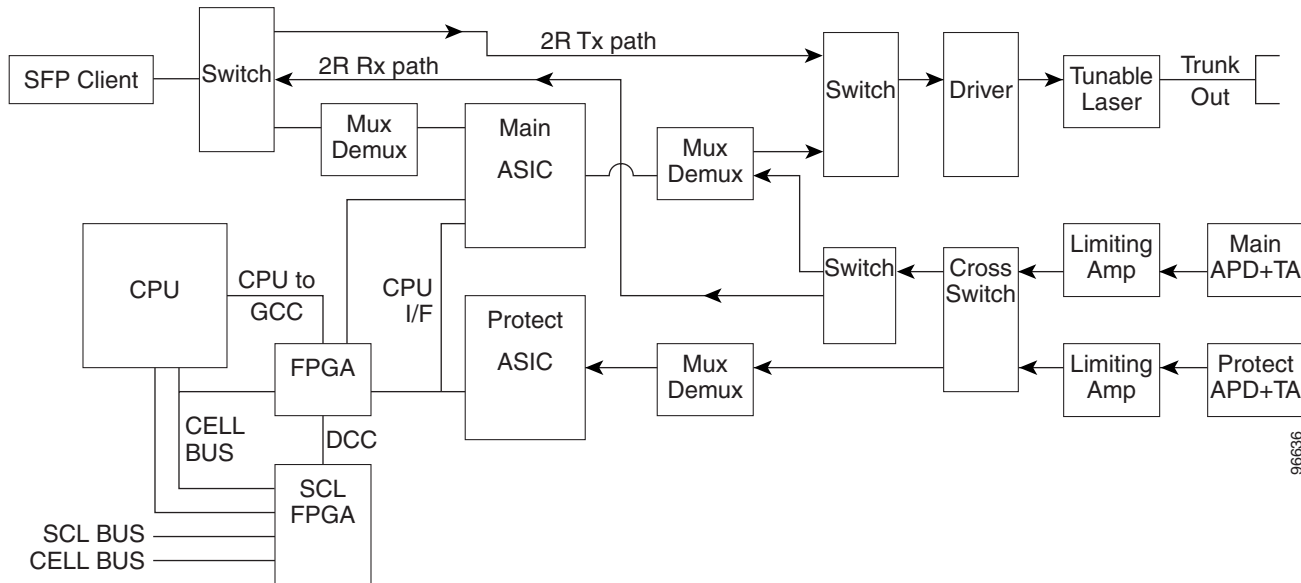 2R Tx path
SFP Client
Switch
2R Rx path
Switch
Driver
Tunable
Laser
Trunk
Out
Mux
Demux
Main
ASIC
Mux
Demux
CPU
CPU to
GCC
CPU
I/F
Switch
Cross
Switch
Limiting
Amp
Main
APD+TA
Protect
ASIC
FPGA
Mux
Demux
Limiting
Amp
Protect
APD+TA
CELL
BUS
DCC
SCL
FPGA
SCL BUS
CELL BUS
96636